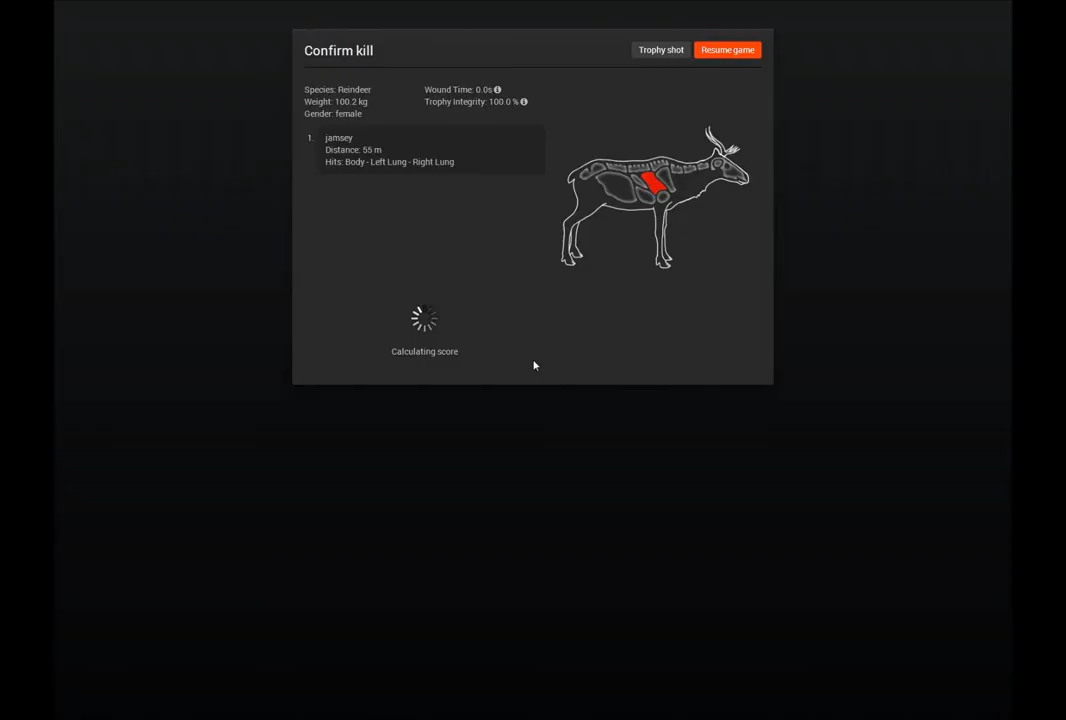 Confirm kill
Trophy shot
Resume game
Species: Reindeer
Weight: 100.2 kg
Gender: female
Wound Time: 0.0s
Trophy Integrity: 100.0 %
1.
jamsey
Distance: 55 m
Hits: Body - Left Lung - Right Lung
Calculating score